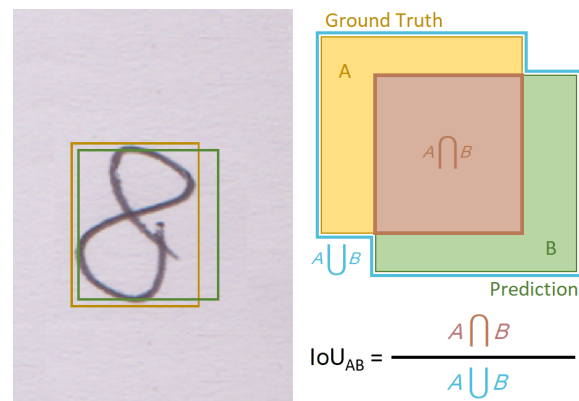 8
Ground Truth
A
A ⋂ B
B
A ⋃ B
Prediction
IoU_AB = A ⋂ B / A ⋃ B